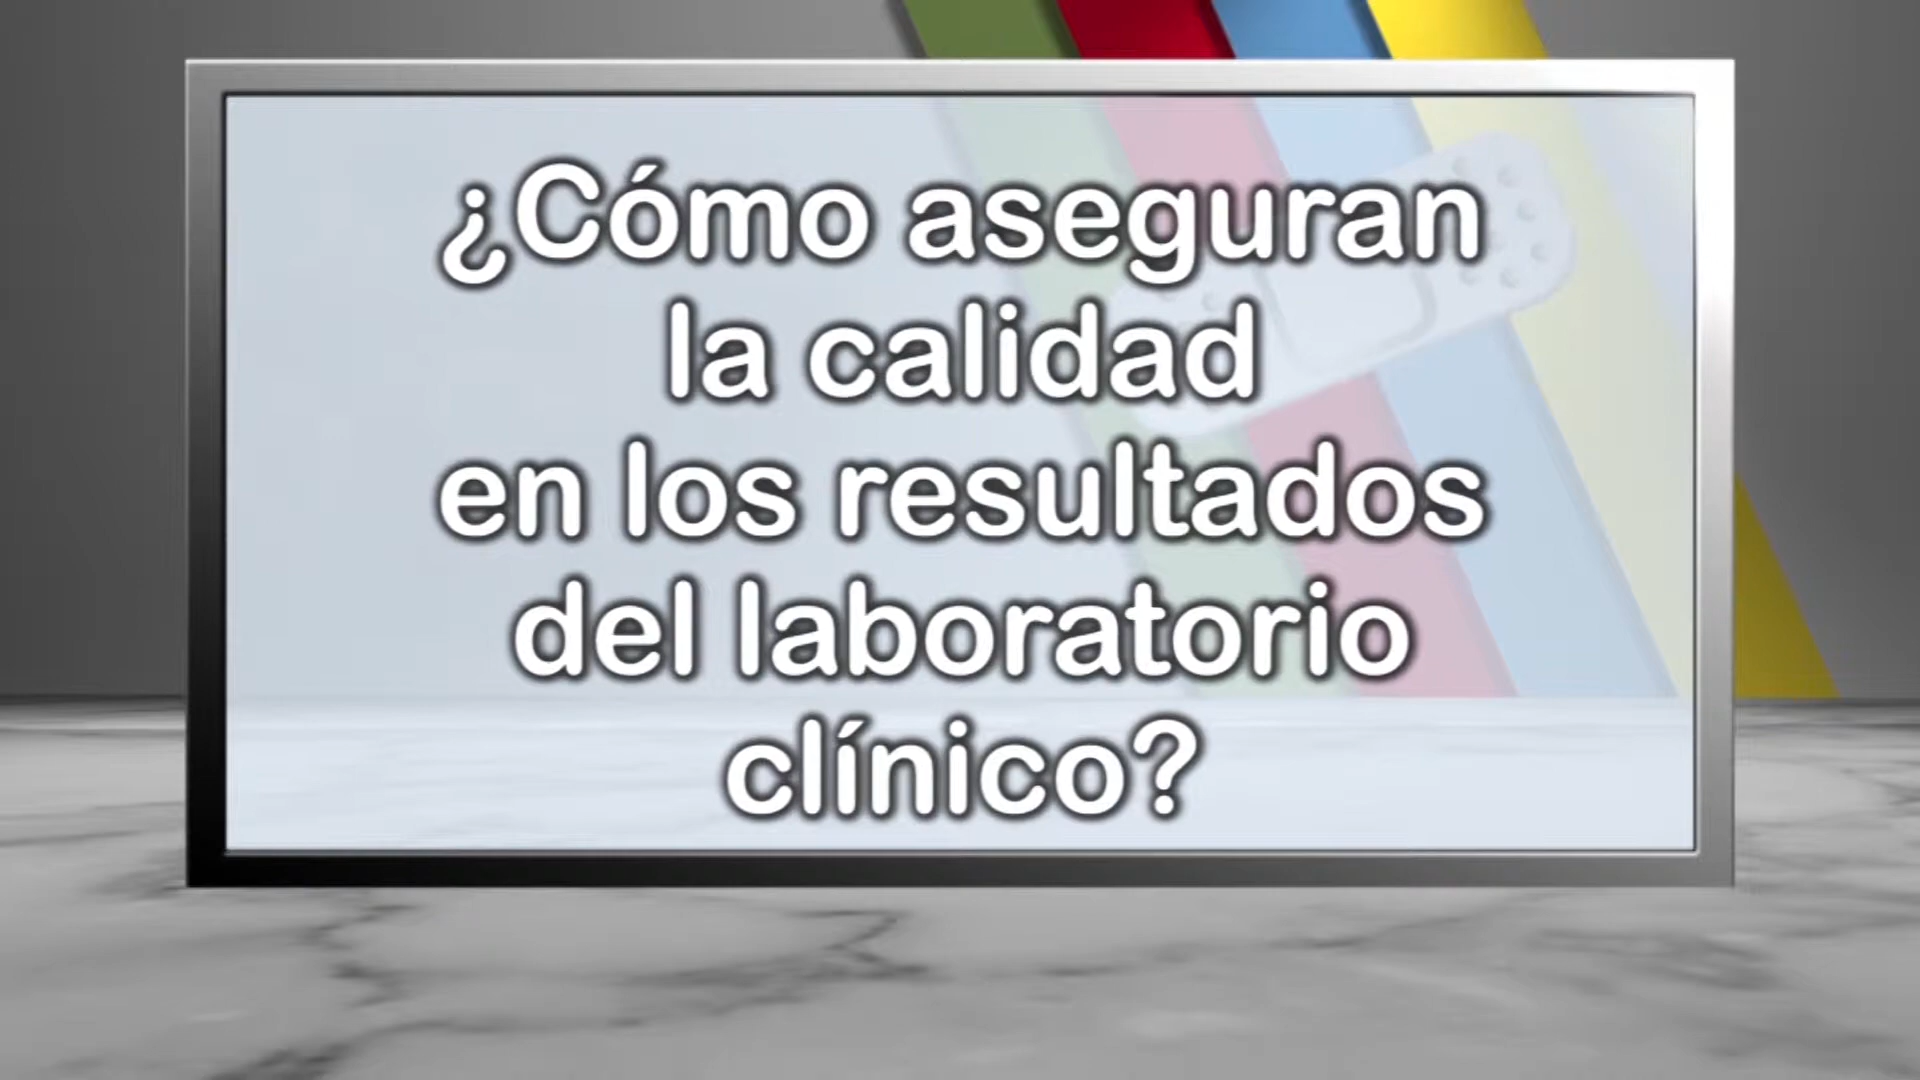 ¿Cómo aseguran
la calidad
en los resultados
del laboratorio
clínico?